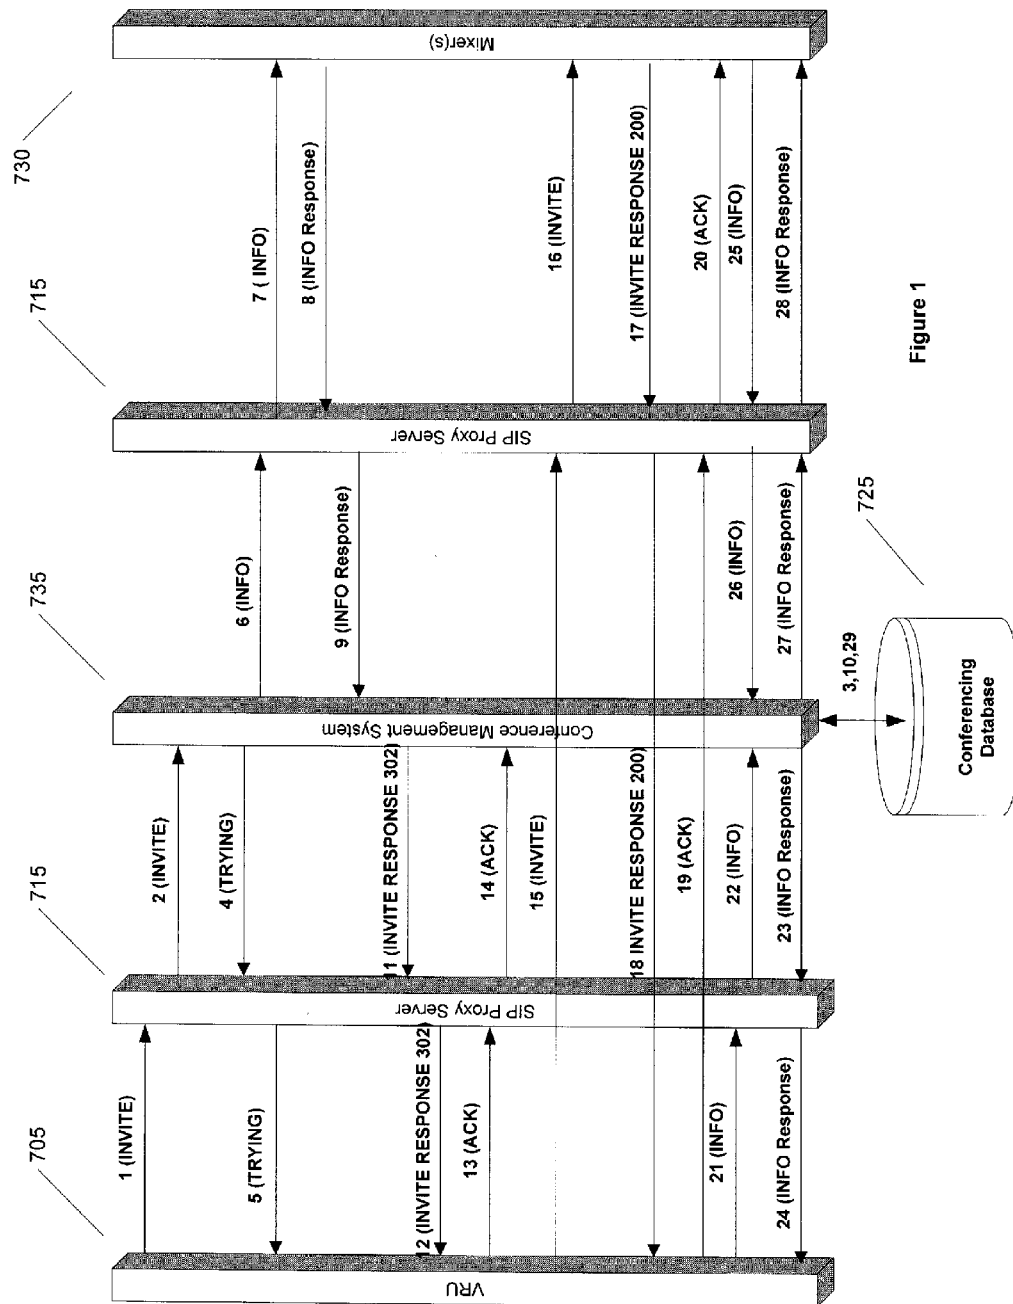 705
715
735
715
730
VRU
SIP Proxy Server
Conference Management System
SIP Proxy Server
Mixer(s)
1 (INVITE)
2 (INVITE)
4 (TRYING)
5 (TRYING)
6 (INFO)
7 ( INFO)
8 (INFO Response)
9 (INFO Response)
11 (INVITE RESPONSE 302)
12 (INVITE RESPONSE 302)
13 (ACK)
14 (ACK)
15 (INVITE)
16 (INVITE)
17 (INVITE RESPONSE 200)
18 INVITE RESPONSE 200)
19 (ACK)
20 (ACK)
21 (INFO)
22 (INFO)
23 (INFO Response)
24 (INFO Response)
25 (INFO)
26 (INFO)
27 (INFO Response)
28 (INFO Response)
3,10,29
725
Conferencing
Database
Figure 1